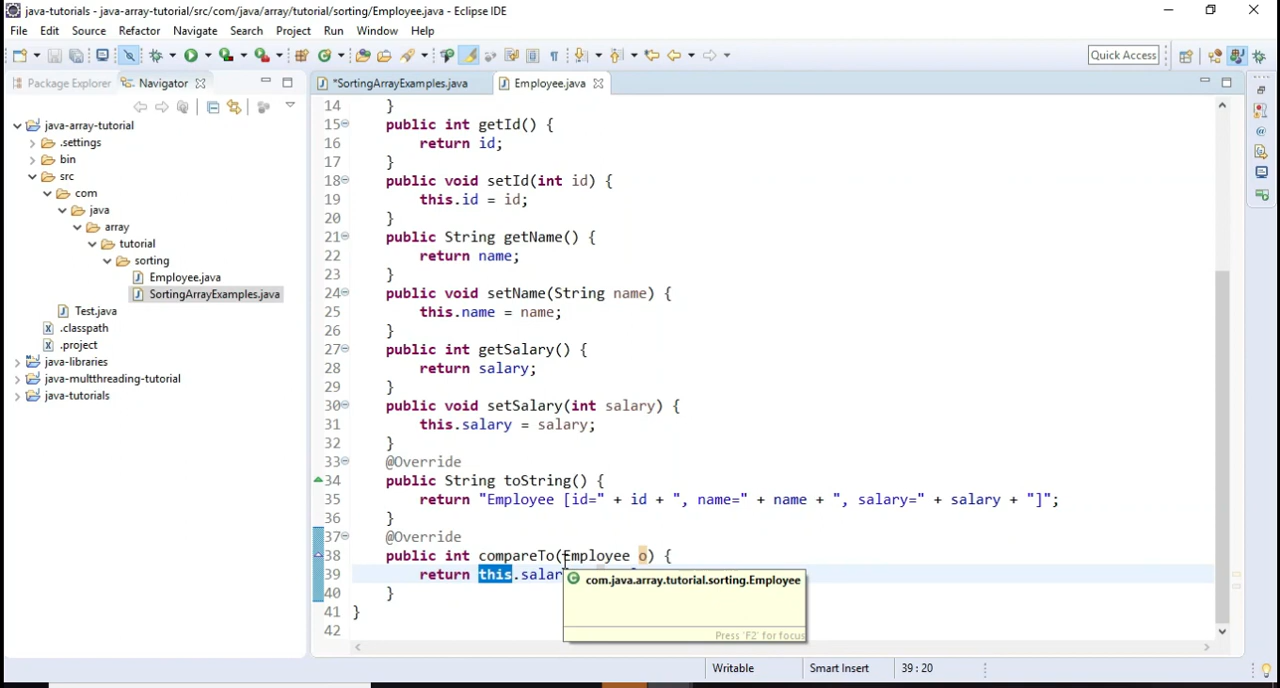 java-tutorials - java-array-tutorial/src/com/java/array/tutorial/sorting/Employee.java - Eclipse IDE
File Edit Source Refactor Navigate Search Project Run Window Help
Quick Access
Package Explorer Navigator
*SortingArrayExamples.java Employee.java
java-array-tutorial
.settings
bin
src
com
java
array
tutorial
sorting
Employee.java
SortingArrayExamples.java
Test.java
.classpath
.project
java-libraries
java-multthreading-tutorial
java-tutorials
14 }
15 public int getId() {
16 return id;
17 }
18 public void setId(int id) {
19 this.id = id;
20 }
21 public String getName() {
22 return name;
23 }
24 public void setName(String name) {
25 this.name = name;
26 }
27 public int getSalary() {
28 return salary;
29 }
30 public void setSalary(int salary) {
31 this.salary = salary;
32 }
33 @Override
34 public String toString() {
35 return "Employee [id=" + id + ", name=" + name + ", salary=" + salary + "]";
36 }
37 @Override
38 public int compareTo(Employee o) {
39 return this.salar
40 }
41 }
42
com.java.array.tutorial.sorting.Employee
Press 'F2' for focus
Writable Smart Insert 39 : 20